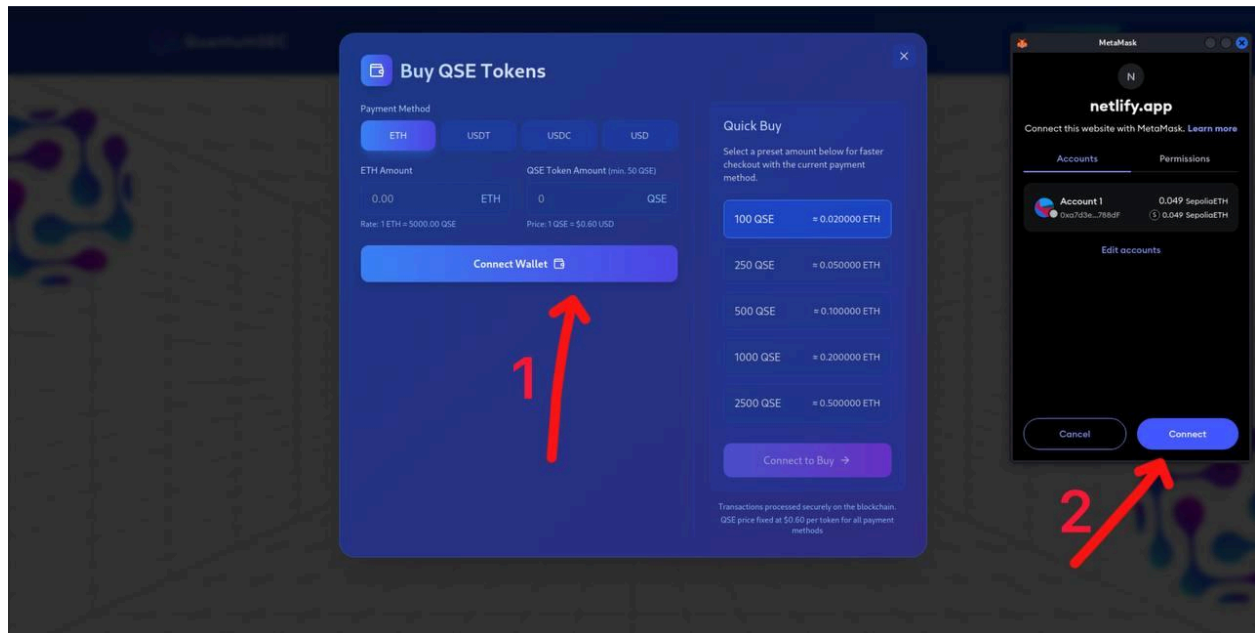 QuantumSEC
Buy QSE Tokens
Payment Method
ETH USDT USDC USD
ETH Amount QSE Token Amount (min. 50 QSE)
0.00 ETH 0 QSE
Rate: 1 ETH = 5000.00 QSE Price: 1 QSE = $0.60 USD
Connect Wallet
1
Quick Buy
Select a preset amount below for faster
checkout with the current payment
method.
100 QSE ≈ 0.020000 ETH
250 QSE ≈ 0.050000 ETH
500 QSE ≈ 0.100000 ETH
1000 QSE ≈ 0.200000 ETH
2500 QSE ≈ 0.500000 ETH
Connect to Buy →
Transactions processed securely on the blockchain.
QSE price fixed at $0.60 per token for all payment
methods
MetaMask
N
netlify.app
Connect this website with MetaMask. Learn more
Accounts Permissions
Account 1 0.049 SepoliaETH
0xa7d3e...788dF S 0.049 SepoliaETH
Edit accounts
Cancel Connect
2